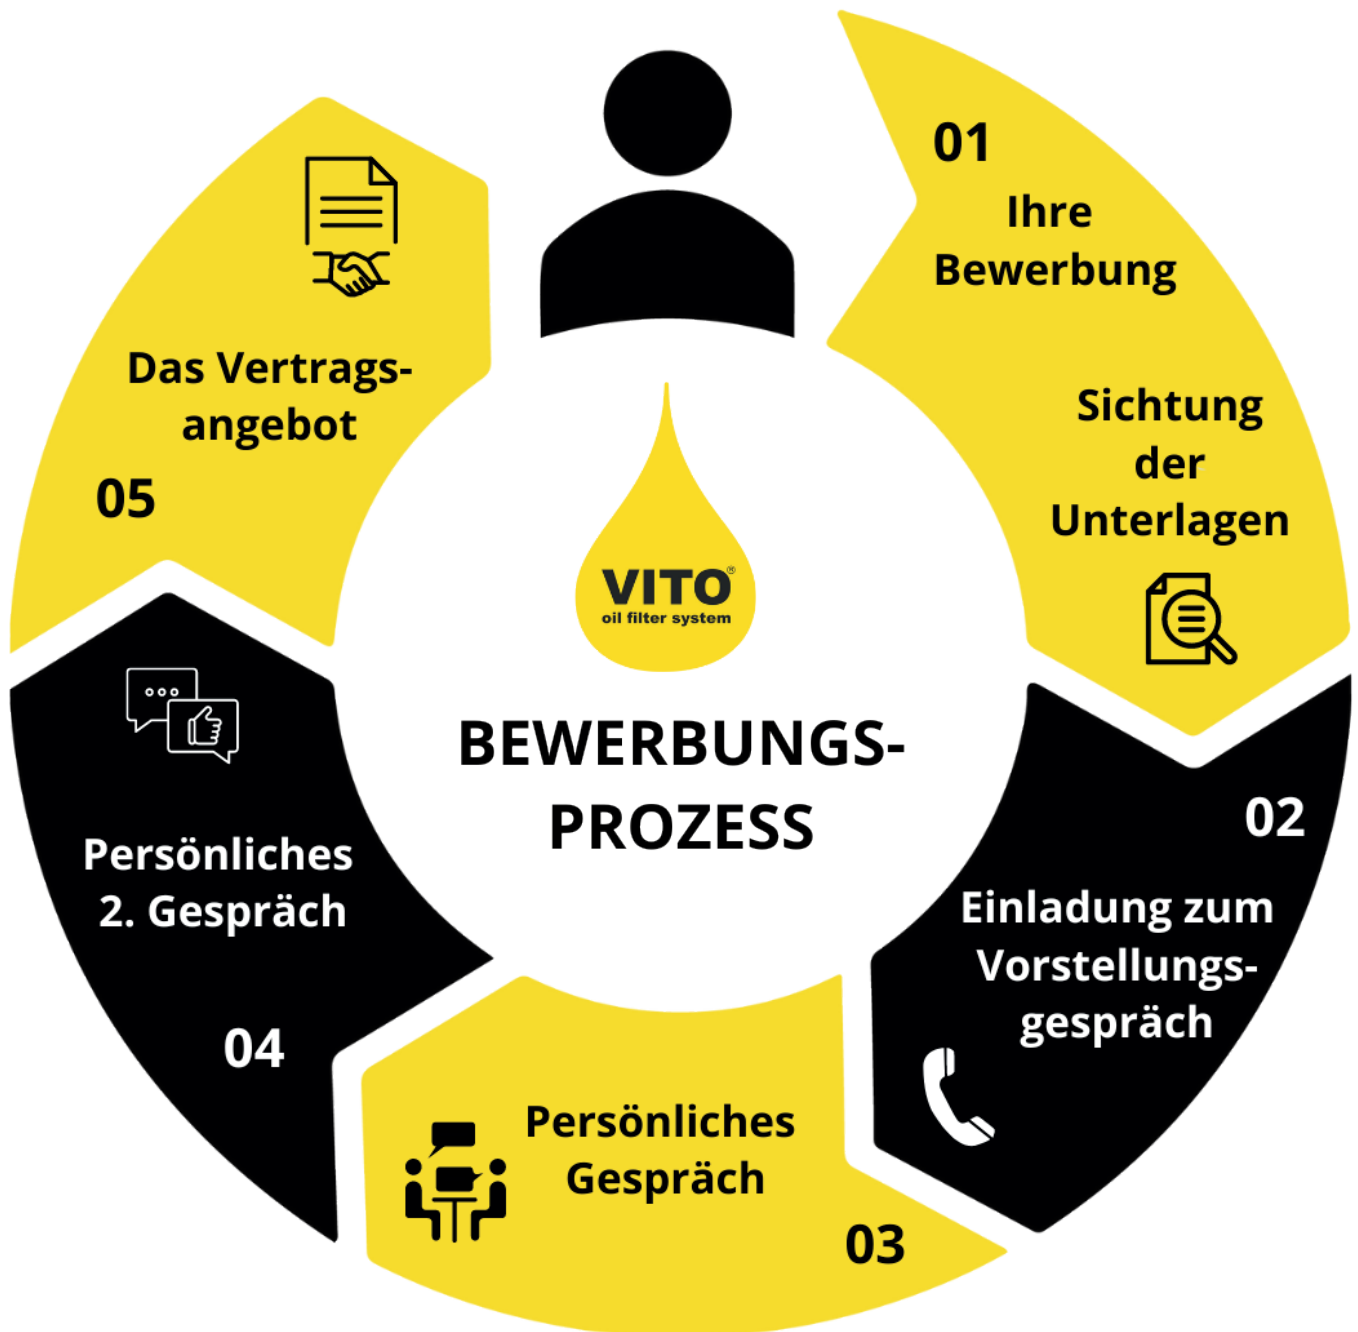 01
Ihre
Bewerbung
Sichtung
der
Unterlagen
02
Einladung zum
Vorstellungs-
gespräch
Persönliches
Gespräch
03
Persönliches
2. Gespräch
04
Das Vertrags-
angebot
05
VITO®
oil filter system
BEWERBUNGS-
PROZESS